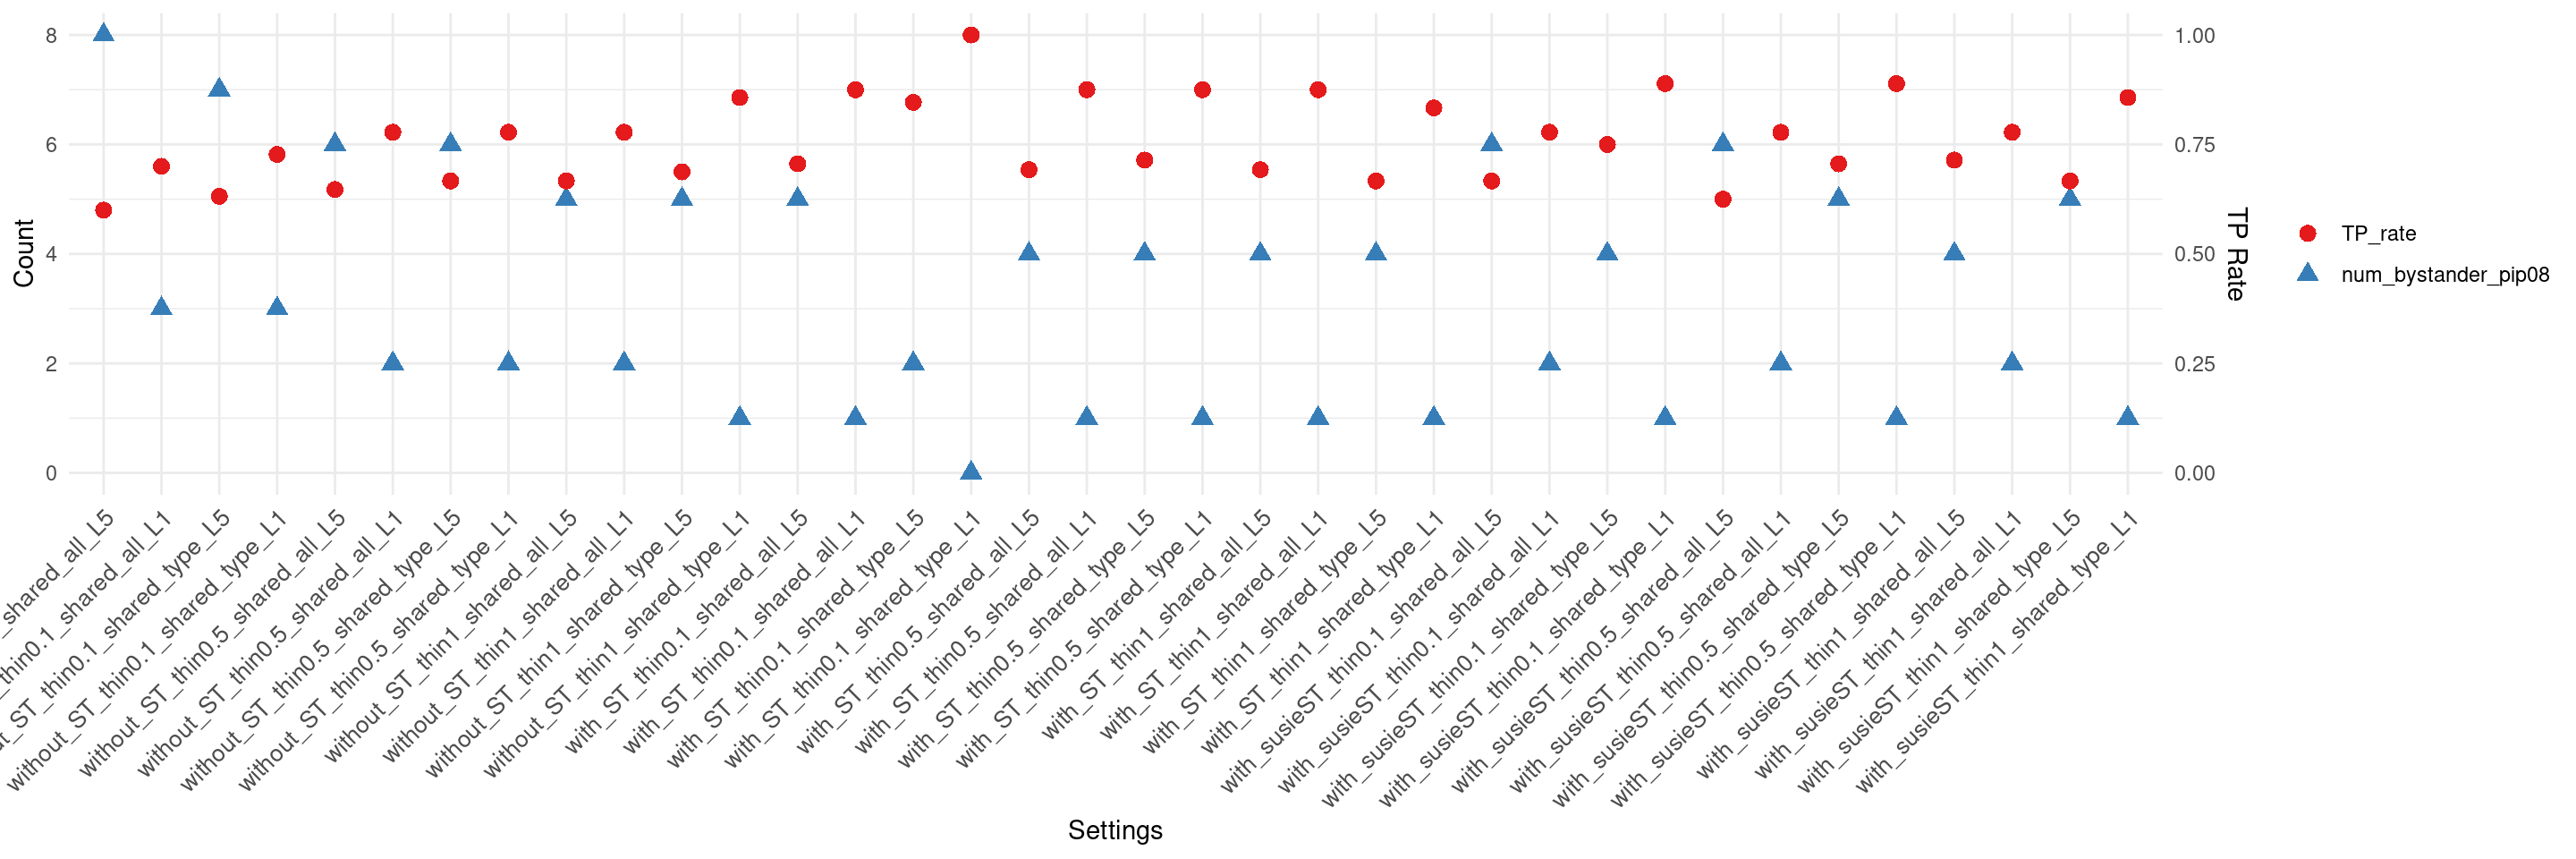 8
6
4
2
0
Count
1.00
0.75
0.50
0.25
0.00
TP Rate
TP_rate
num_bystander_pip08
_shared_all_L5
_thin0.1_shared_all_L1
_ST_thin0.1_shared_type_L5
without_ST_thin0.1_shared_type_L1
without_ST_thin0.5_shared_all_L5
without_ST_thin0.5_shared_all_L1
without_ST_thin0.5_shared_type_L5
without_ST_thin0.5_shared_type_L1
without_ST_thin1_shared_all_L5
without_ST_thin1_shared_all_L1
without_ST_thin1_shared_type_L5
without_ST_thin1_shared_type_L1
with_ST_thin0.1_shared_all_L5
with_ST_thin0.1_shared_all_L1
with_ST_thin0.1_shared_type_L5
with_ST_thin0.1_shared_type_L1
with_ST_thin0.5_shared_all_L5
with_ST_thin0.5_shared_all_L1
with_ST_thin0.5_shared_type_L5
with_ST_thin0.5_shared_type_L1
with_ST_thin1_shared_all_L5
with_ST_thin1_shared_all_L1
with_ST_thin1_shared_type_L5
with_ST_thin1_shared_type_L1
with_susieST_thin0.1_shared_all_L5
with_susieST_thin0.1_shared_all_L1
with_susieST_thin0.1_shared_type_L5
with_susieST_thin0.1_shared_type_L1
with_susieST_thin0.5_shared_all_L5
with_susieST_thin0.5_shared_all_L1
with_susieST_thin0.5_shared_type_L5
with_susieST_thin0.5_shared_type_L1
with_susieST_thin1_shared_all_L5
with_susieST_thin1_shared_all_L1
with_susieST_thin1_shared_type_L5
with_susieST_thin1_shared_type_L1
Settings